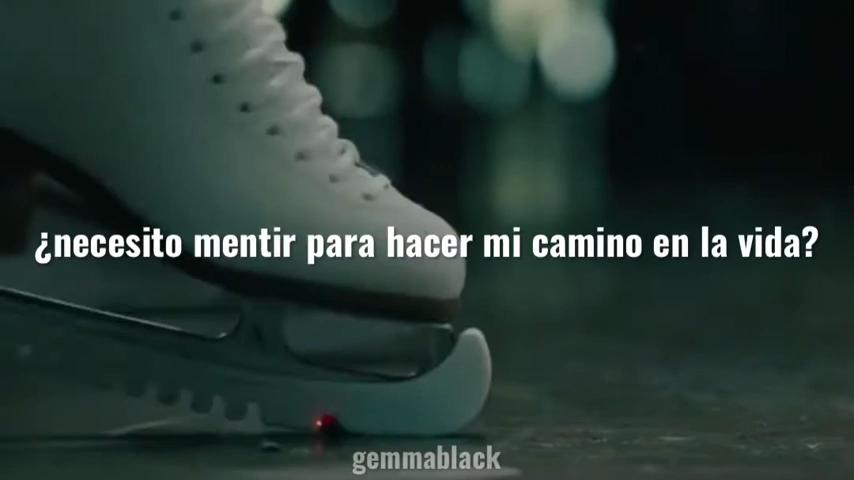 ¿necesito mentir para hacer mi camino en la vida?
gemmablack